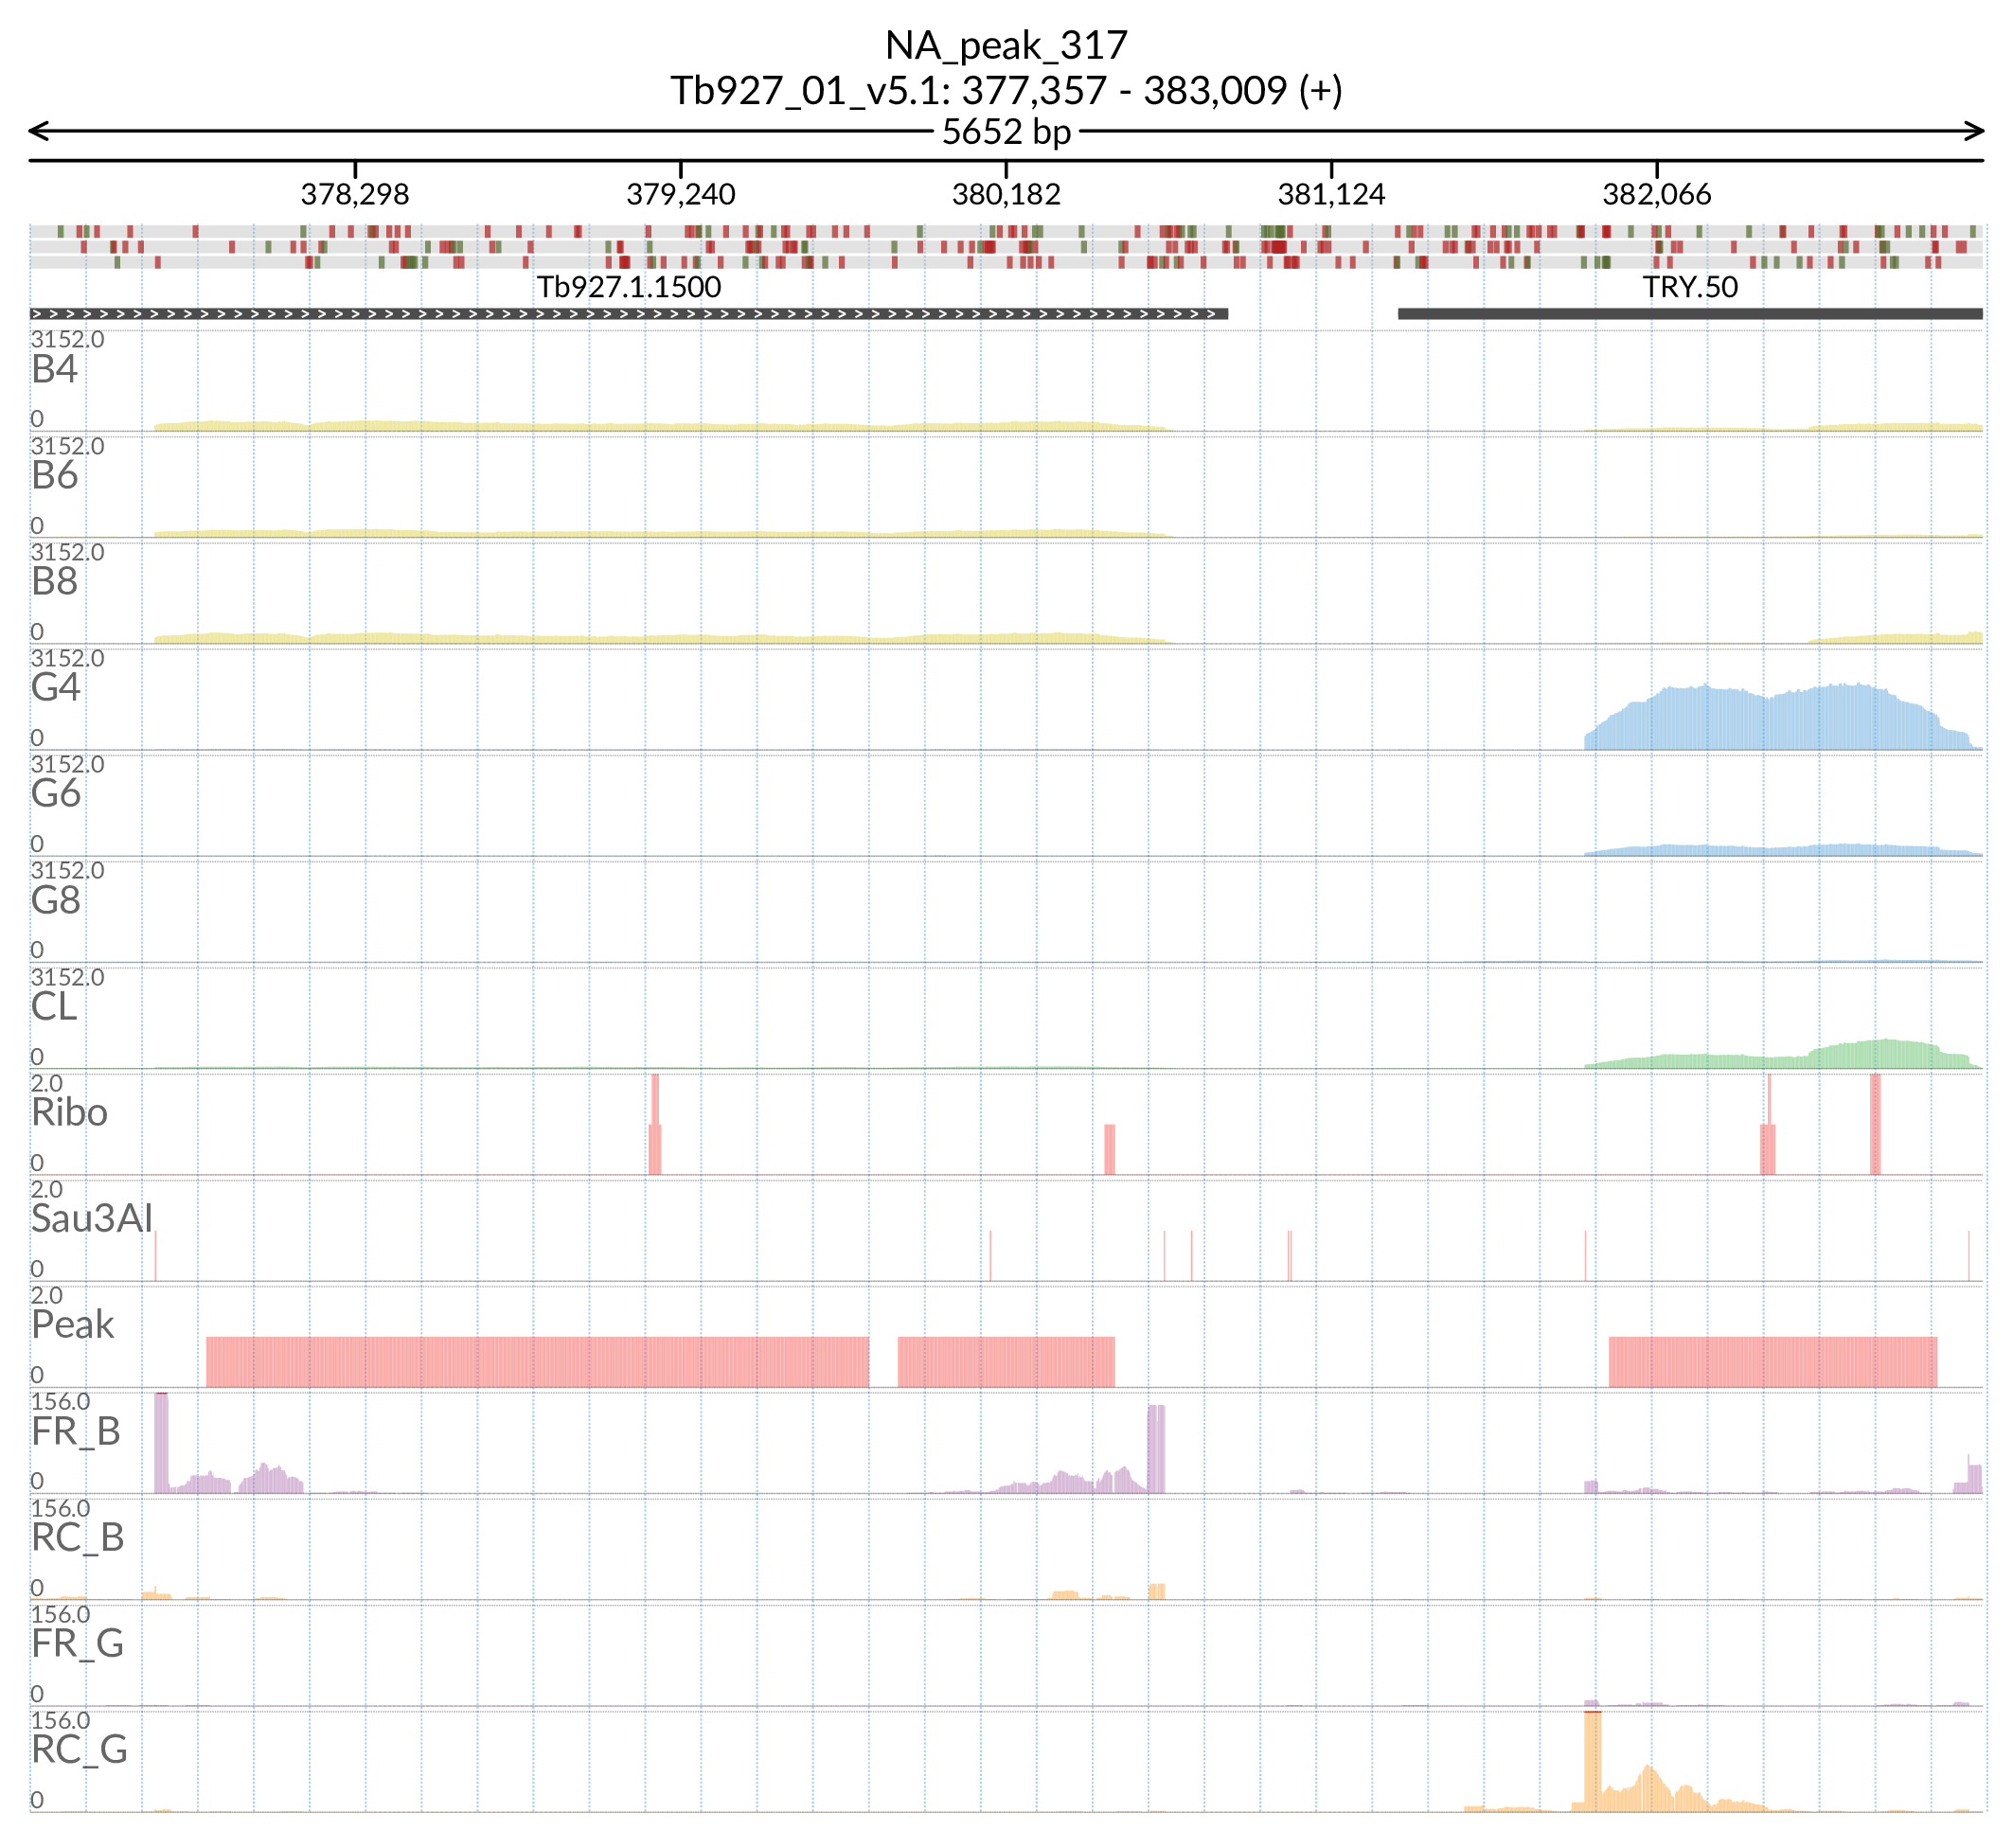 NA_peak_317
Tb927_01_v5.1: 377,357 - 383,009 (+)
5652 bp
378,298 379,240 380,182 381,124 382,066
Tb927.1.1500 TRY.50
3152.0
B4
0
3152.0
B6
0
3152.0
B8
0
3152.0
G4
0
3152.0
G6
0
3152.0
G8
0
3152.0
CL
0
2.0
Ribo
0
2.0
Sau3AI
0
2.0
Peak
0
156.0
FR_B
0
156.0
RC_B
0
156.0
FR_G
0
156.0
RC_G
0